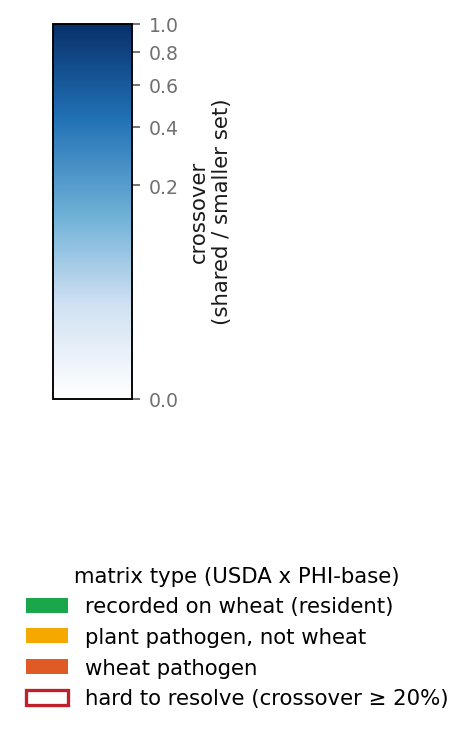 1.0
0.8
0.6
0.4
0.2
0.0
crossover
(shared / smaller set)
matrix type (USDA x PHI-base)
recorded on wheat (resident)
plant pathogen, not wheat
wheat pathogen
hard to resolve (crossover ≥ 20%)